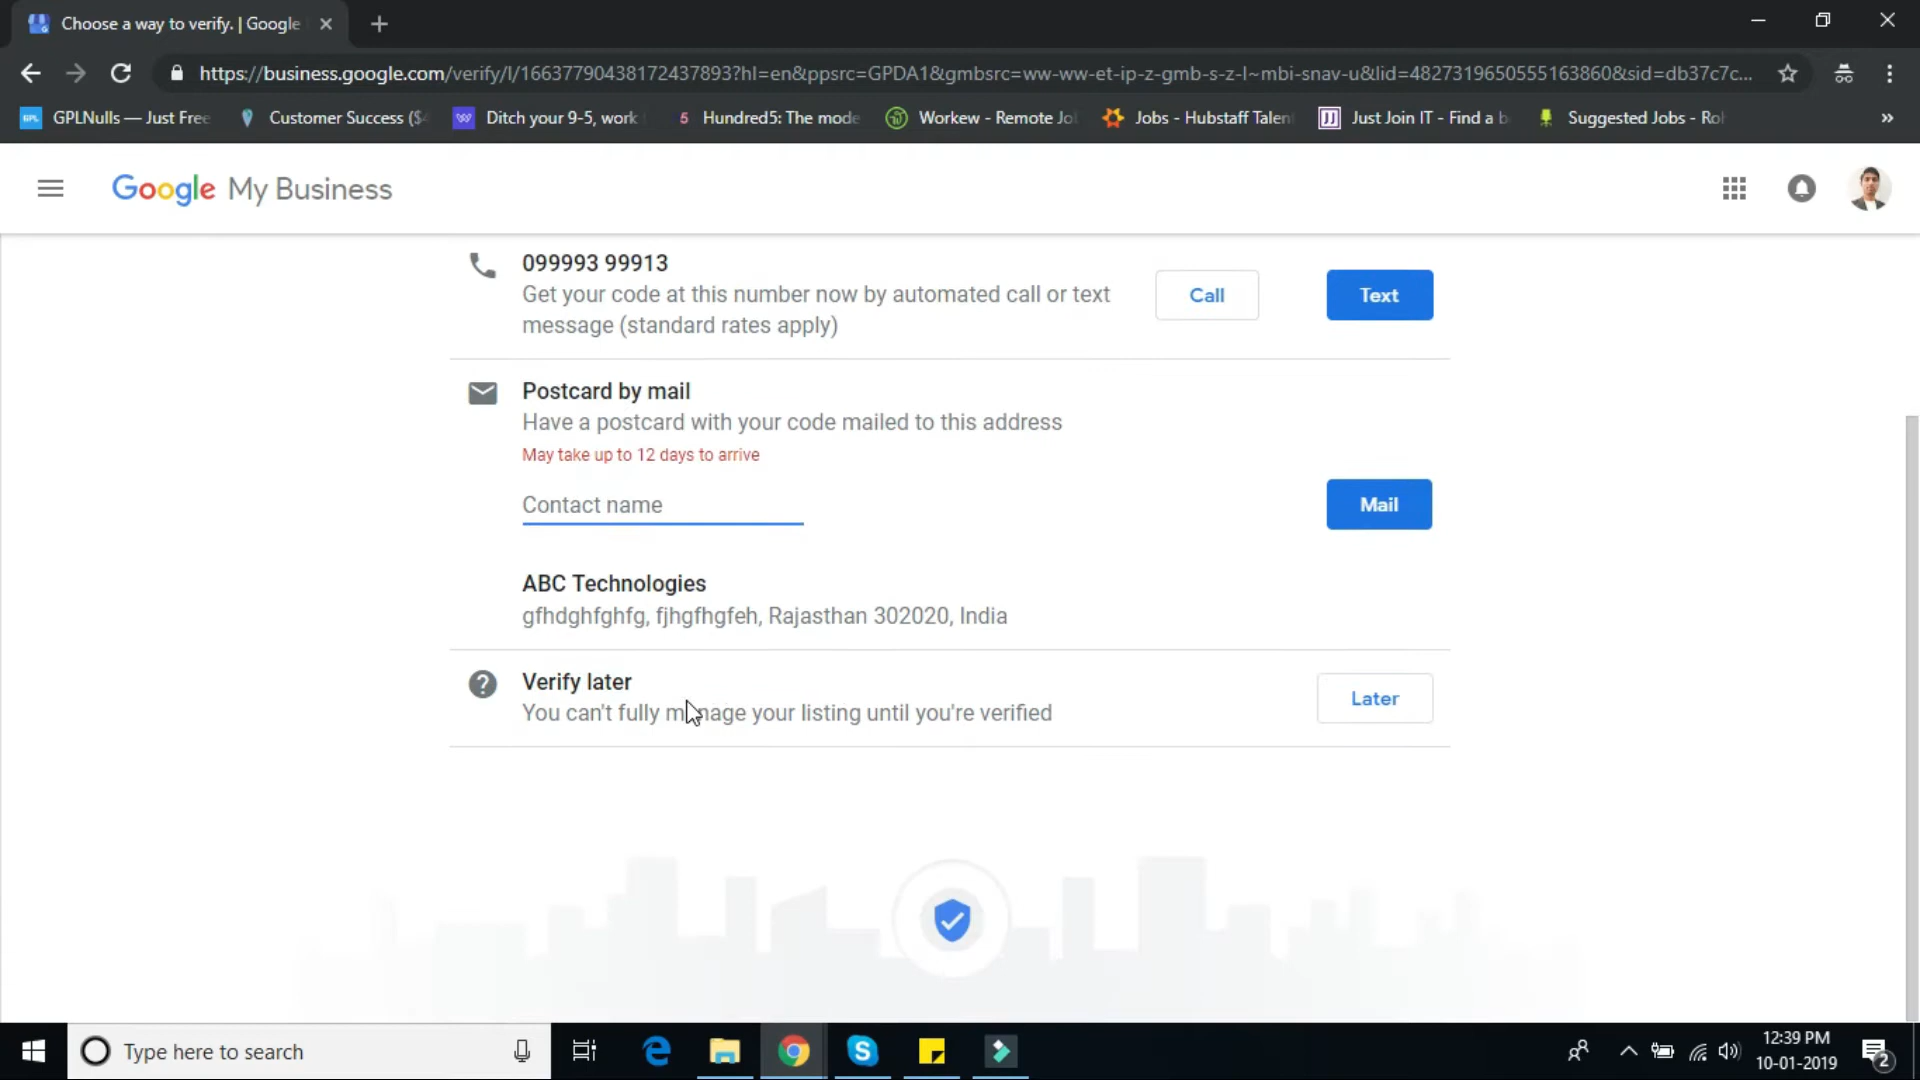 Choose a way to verify. | Google
https://business.google.com/verify/l/16637790438172437893?hl=en&ppsrc=GPDA1&gmbsrc=ww-ww-et-ip-z-gmb-s-z-l~mbi-snav-u&lid=4827319650555163860&sid=db37c7c...
GPLNulls — Just Free
Customer Success ($
Ditch your 9-5, work
5 Hundred5: The mode
Workew - Remote Jo
Jobs - Hubstaff Talen
JJ Just Join IT - Find a b
Suggested Jobs - Rol
»
Google My Business
099993 99913
Get your code at this number now by automated call or text
message (standard rates apply)
Call
Text
Postcard by mail
Have a postcard with your code mailed to this address
May take up to 12 days to arrive
Contact name
Mail
ABC Technologies
gfhdghfghfg, fjhgfhgfeh, Rajasthan 302020, India
Verify later
You can't fully manage your listing until you're verified
Later
Type here to search
12:39 PM
10-01-2019
2